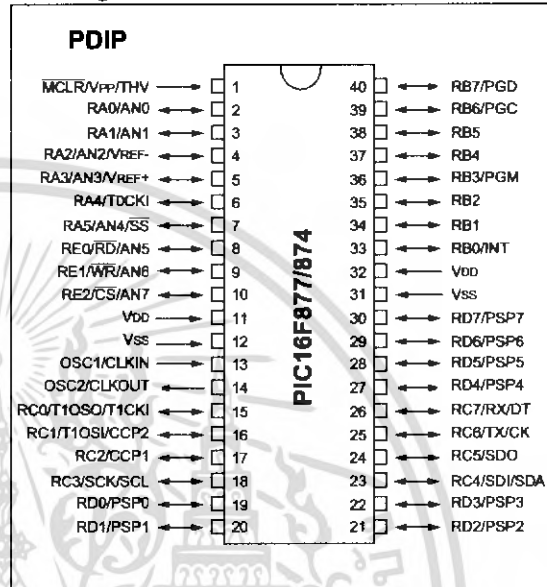 PDIP
MCLR/VPP/THV 1 40 RB7/PGD
RA0/AN0 2 39 RB6/PGC
RA1/AN1 3 38 RB5
RA2/AN2/VREF- 4 37 RB4
RA3/AN3/VREF+ 5 36 RB3/PGM
RA4/T0CKI 6 35 RB2
RA5/AN4/SS 7 34 RB1
RE0/RD/AN5 8 33 RB0/INT
RE1/WR/AN6 9 32 VDD
RE2/CS/AN7 10 31 VSS
VDD 11 30 RD7/PSP7
VSS 12 29 RD6/PSP6
OSC1/CLKIN 13 28 RD5/PSP5
OSC2/CLKOUT 14 27 RD4/PSP4
RC0/T1OSO/T1CKI 15 26 RC7/RX/DT
RC1/T1OSI/CCP2 16 25 RC6/TX/CK
RC2/CCP1 17 24 RC5/SDO
RC3/SCK/SCL 18 23 RC4/SDI/SDA
RD0/PSP0 19 22 RD3/PSP3
RD1/PSP1 20 21 RD2/PSP2
PIC16F877/874